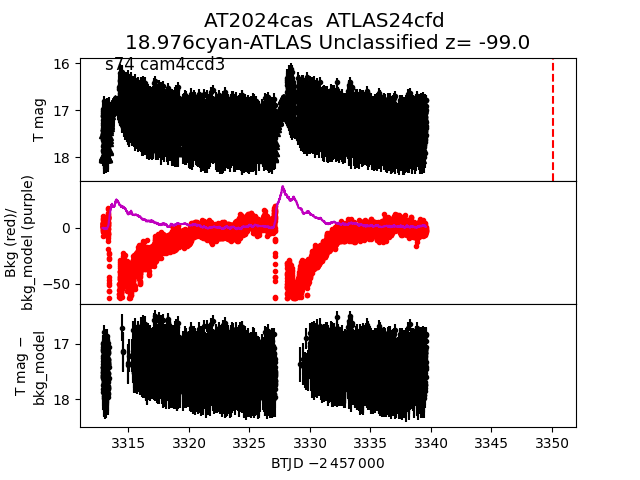 AT2024cas  ATLAS24cfd
18.976cyan-ATLAS Unclassified z= -99.0
s74 cam4ccd3
T mag
16
17
18
Bkg (red)/
bkg_model (purple)
0
−50
T mag −
bkg_model
17
18
3315 3320 3325 3330 3335 3340 3345 3350
BTJD −2 457 000